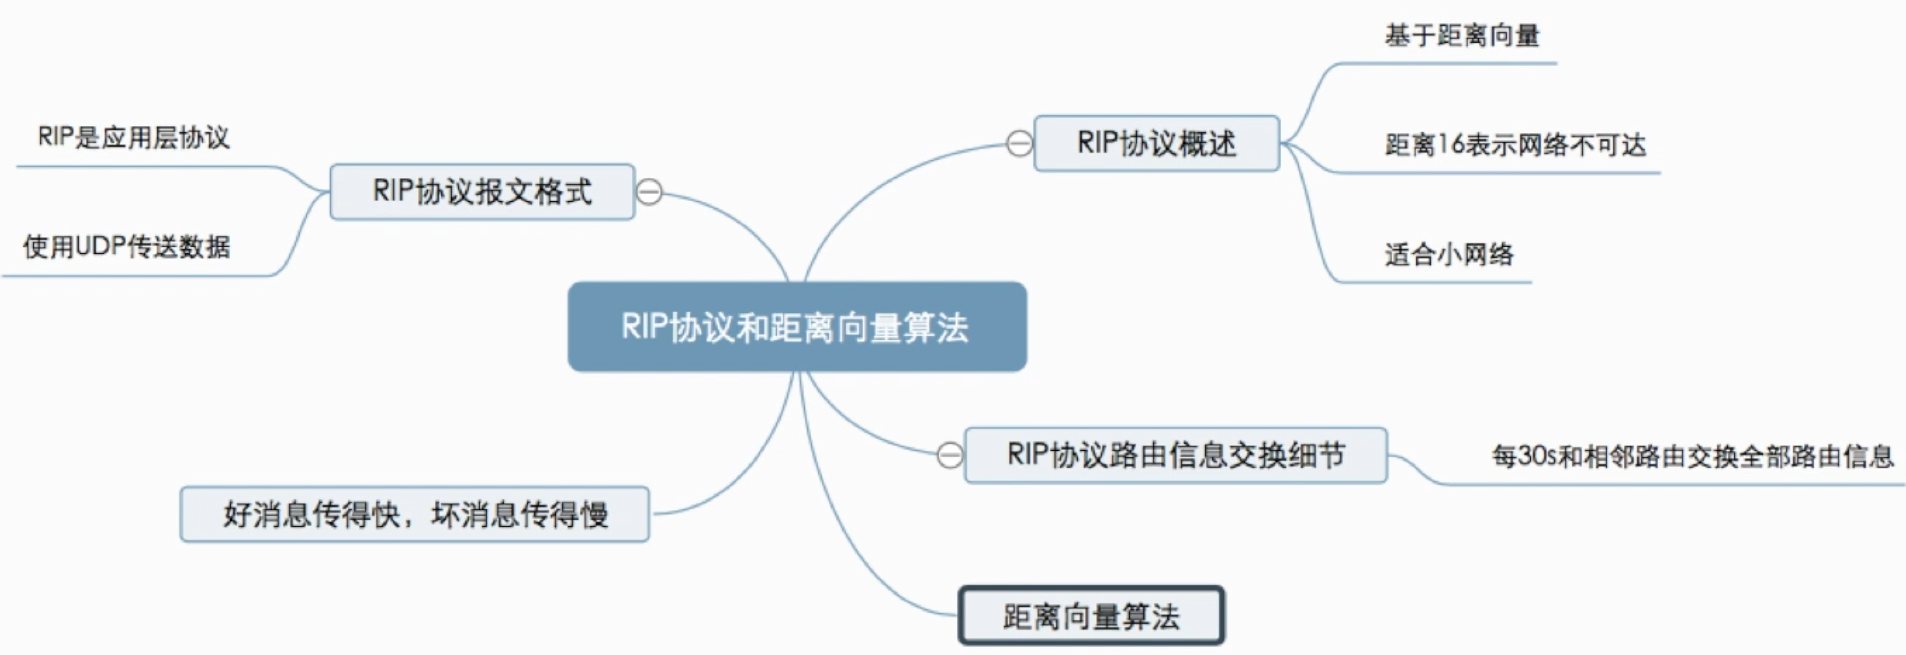 RIP协议和距离向量算法
RIP协议概述
基于距离向量
距离16表示网络不可达
适合小网络
RIP协议路由信息交换细节
每30s和相邻路由交换全部路由信息
距离向量算法
RIP协议报文格式
RIP是应用层协议
使用UDP传送数据
好消息传得快，坏消息传得慢